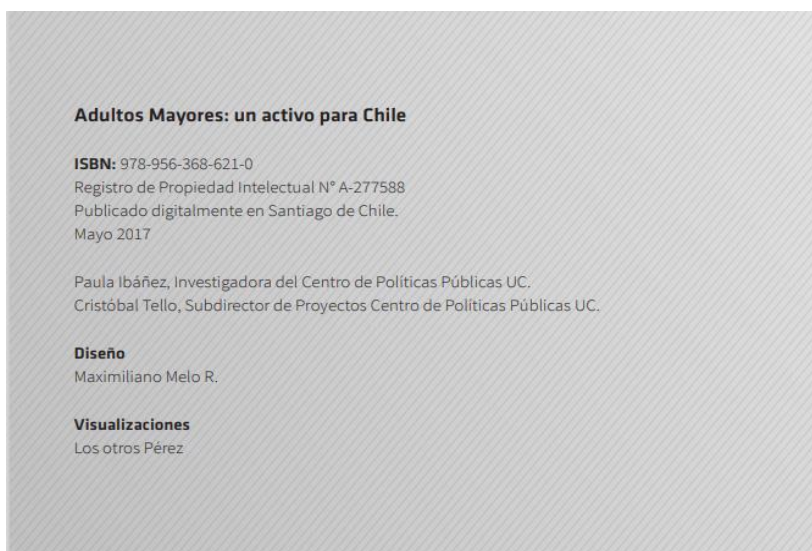 Adultos Mayores: un activo para Chile
ISBN: 978-956-368-621-0
Registro de Propiedad Intelectual N° A-277588
Publicado digitalmente en Santiago de Chile.
Mayo 2017
Paula Ibáñez, Investigadora del Centro de Políticas Públicas UC.
Cristóbal Tello, Subdirector de Proyectos Centro de Políticas Públicas UC.
Diseño
Maximiliano Melo R.
Visualizaciones
Los otros Pérez